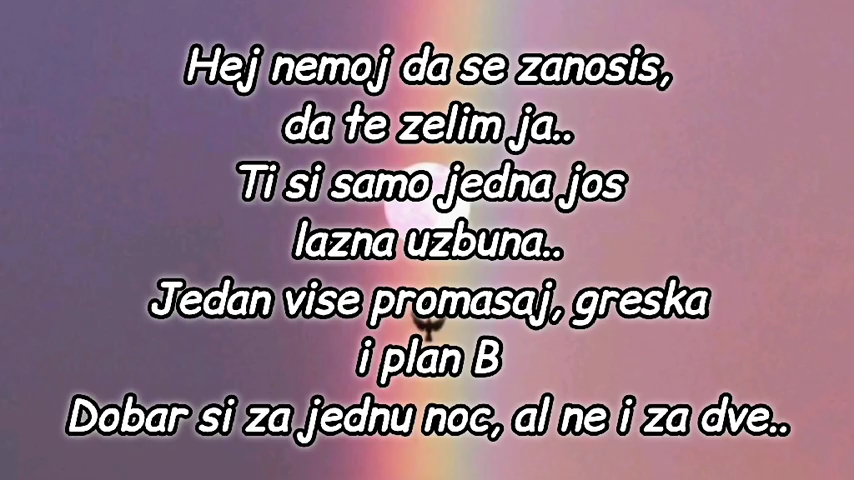 Hej nemoj da se zanosis,
da te zelim ja..
Ti si samo jedna jos
lazna uzbuna..
Jedan vise promasaj, greska
i plan B
Dobar si za jednu noc, al ne i za dve..